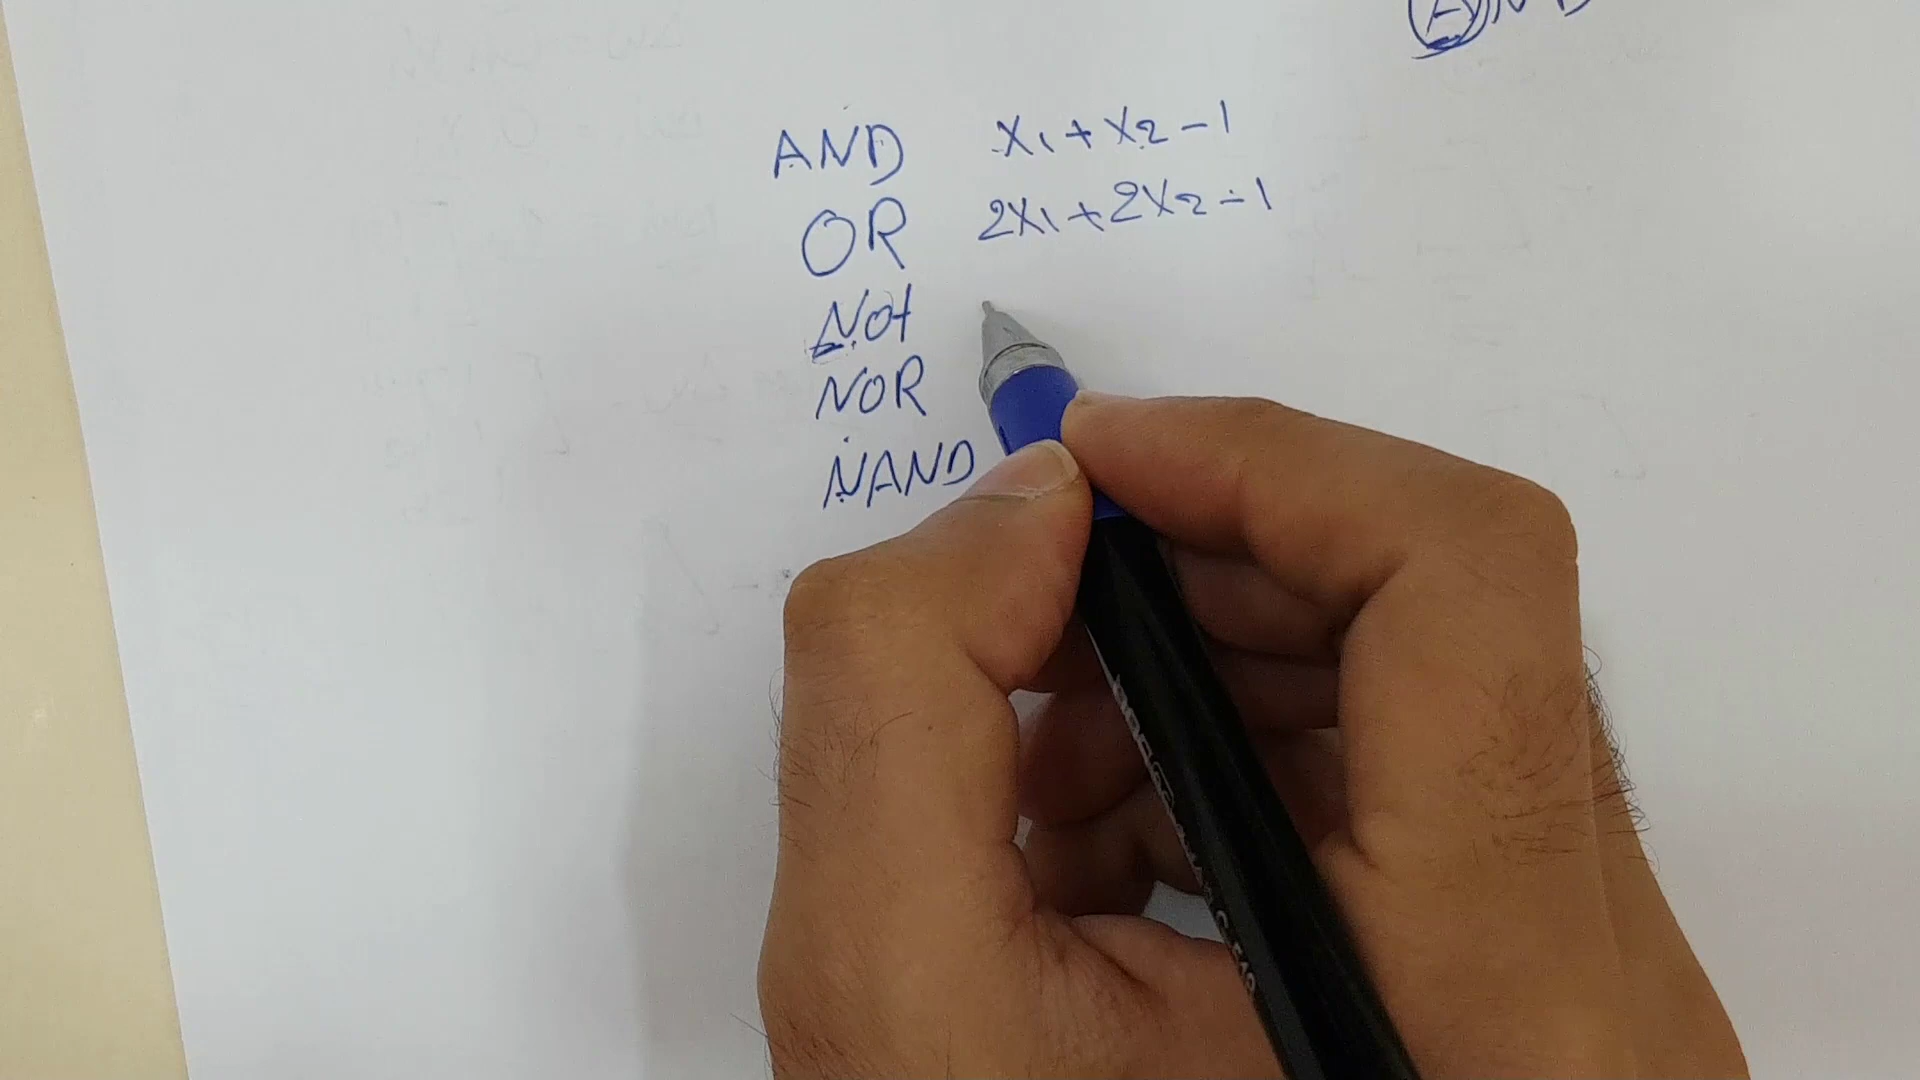 AND x₁ + x₂ - 1
OR 2x₁ + 2x₂ - 1
Not
NOR
NAND